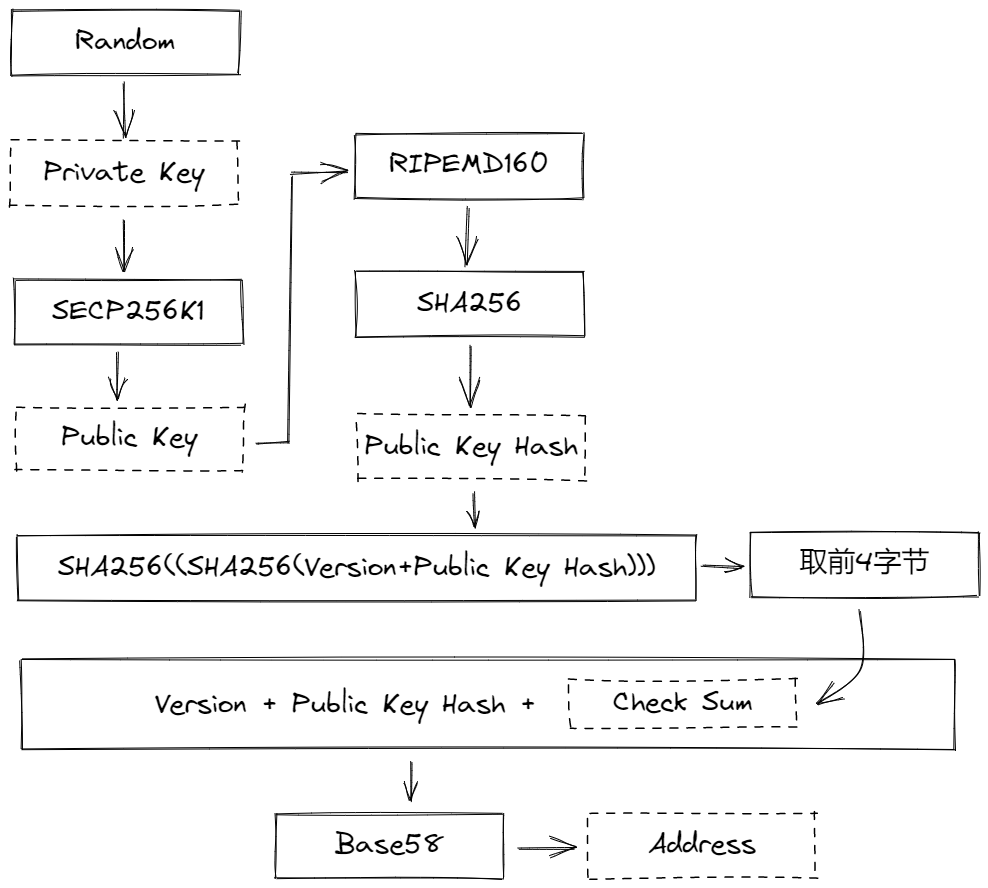 Random
Private Key
SECP256K1
Public Key
RIPEMD160
SHA256
Public Key Hash
SHA256((SHA256(Version+Public Key Hash)))
取前4字节
Version + Public Key Hash + Check Sum
Base58
Address